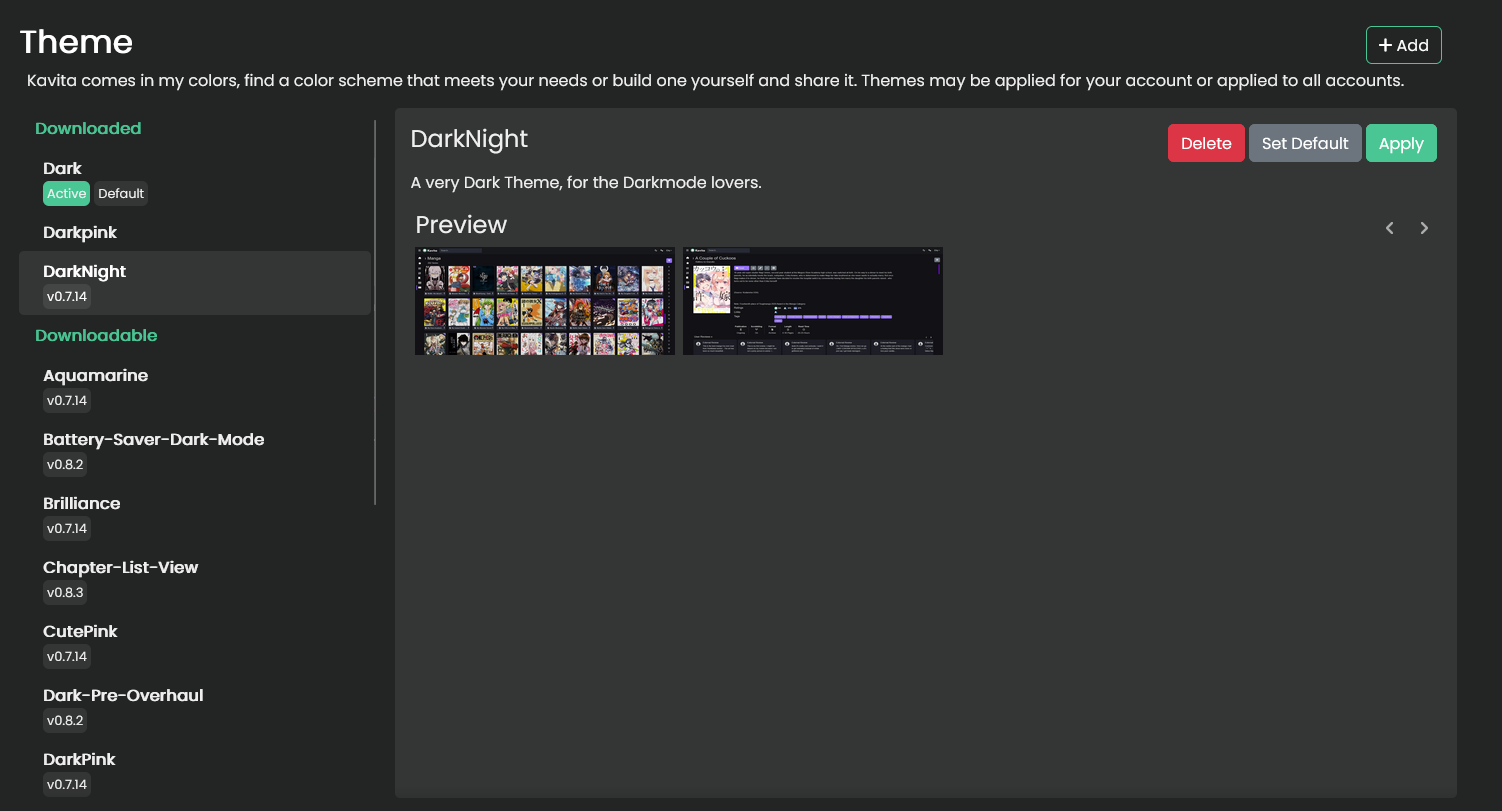 Theme
+ Add
Kavita comes in my colors, find a color scheme that meets your needs or build one yourself and share it. Themes may be applied for your account or applied to all accounts.
Downloaded
Dark
Active Default
Darkpink
DarkNight
v0.7.14
Downloadable
Aquamarine
v0.7.14
Battery-Saver-Dark-Mode
v0.8.2
Brilliance
v0.7.14
Chapter-List-View
v0.8.3
CutePink
v0.7.14
Dark-Pre-Overhaul
v0.8.2
DarkPink
v0.7.14
DarkNight
Delete Set Default Apply
A very Dark Theme, for the Darkmode lovers.
Preview
Manga
A Couple of Cuckoos